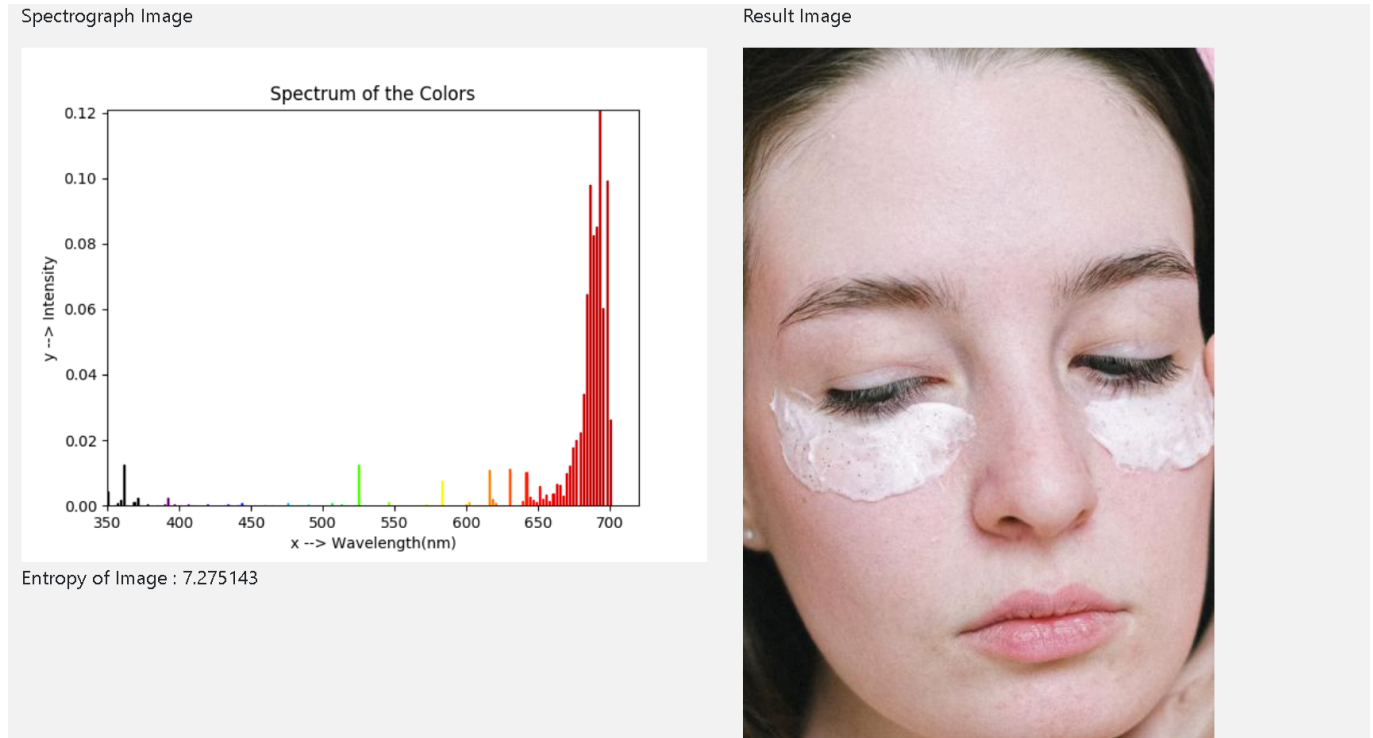 Spectrograph Image
Result Image
Spectrum of the Colors
0.12
0.10
0.08
0.06
0.04
0.02
0.00
y --> Intensity
350 400 450 500 550 600 650 700
x --> Wavelength(nm)
Entropy of Image : 7.275143